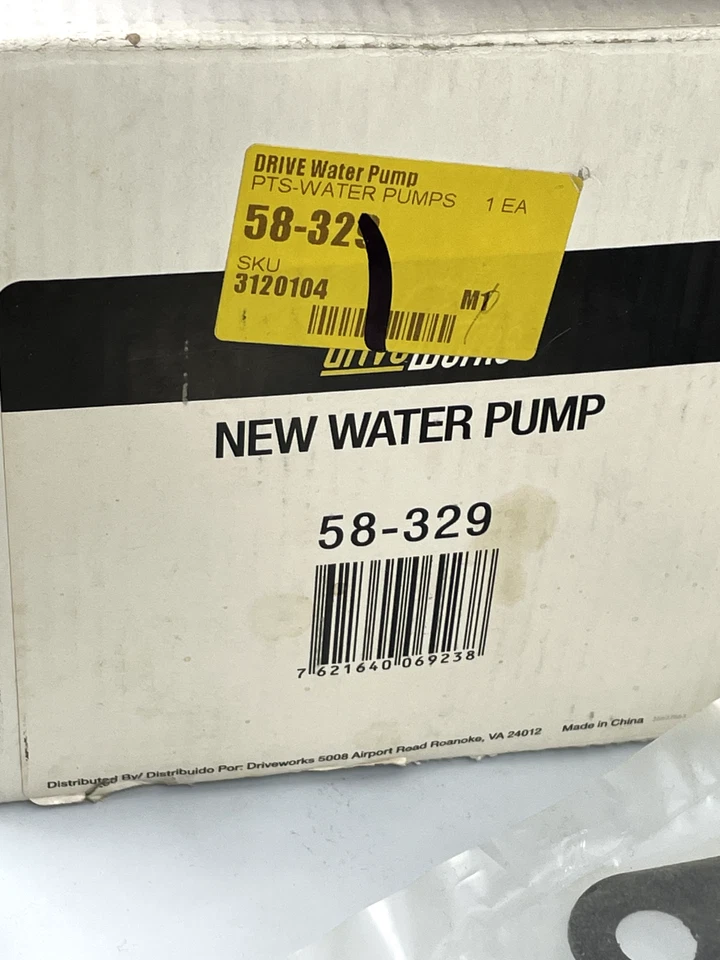 DRIVE Water Pump
PTS-WATER PUMPS 1 EA
58-329
SKU
3120104 M1
driveworks
NEW WATER PUMP
58-329
7 621640 069238
Distributed By/ Distribuido Por: Driveworks 5008 Airport Road Roanoke, VA 24012 Made in China